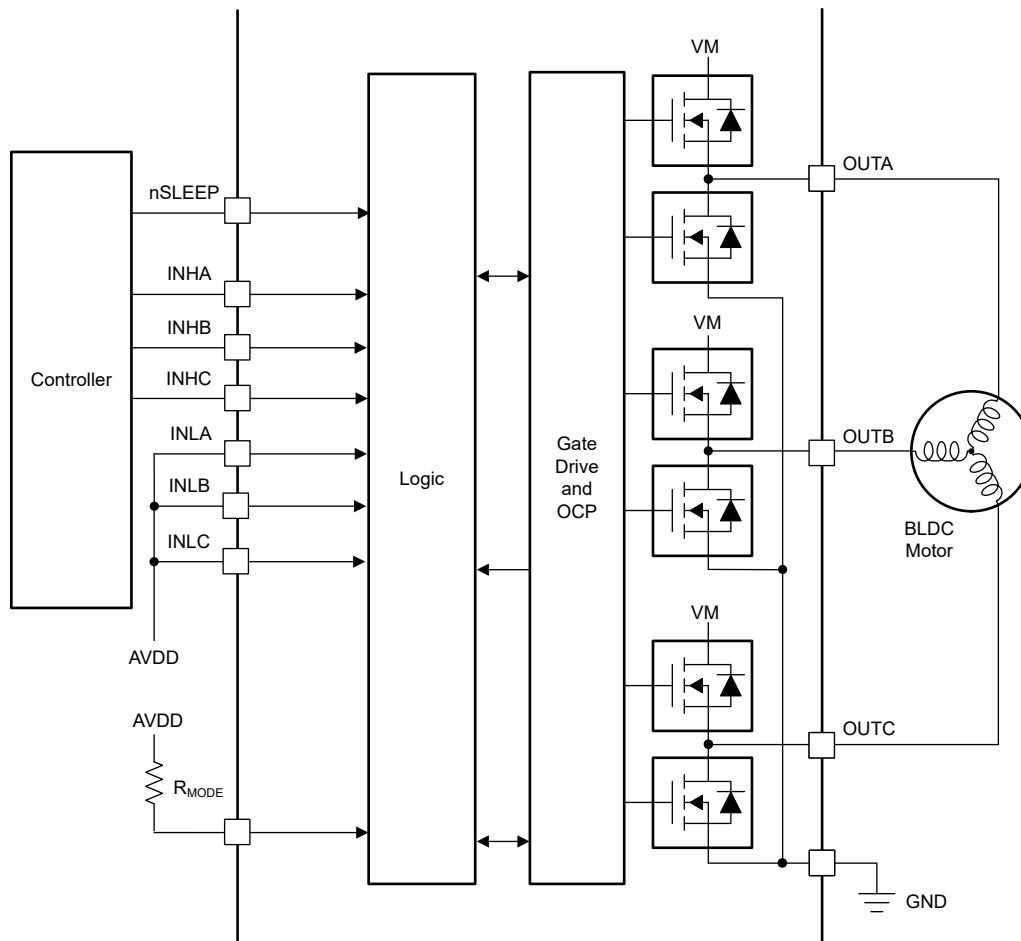 VM
nSLEEP
OUTA
INHA
INHB
VM
Controller
INHC
INLA
OUTB
Logic
Gate
Drive
and
OCP
INLB
INLC
BLDC
Motor
VM
AVDD
AVDD
OUTC
RMODE
GND